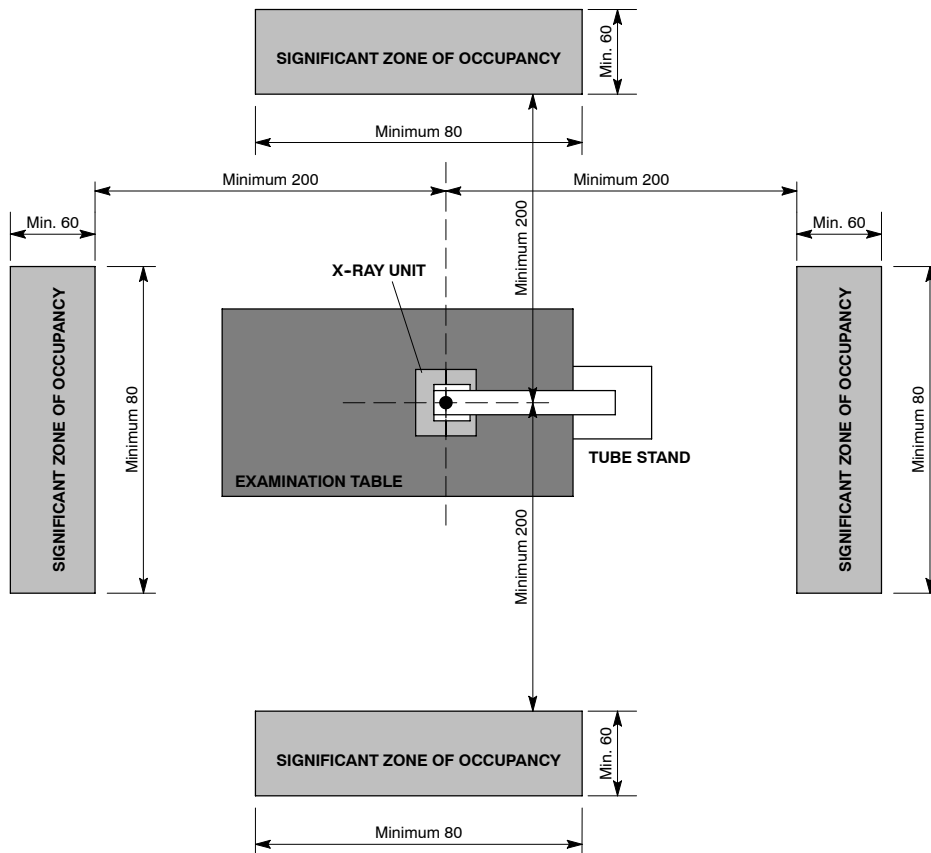 SIGNIFICANT ZONE OF OCCUPANCY
Min. 60
Minimum 80
Minimum 200
Minimum 200
Min. 60
Min. 60
Minimum 200
X-RAY UNIT
SIGNIFICANT ZONE OF OCCUPANCY
Minimum 80
SIGNIFICANT ZONE OF OCCUPANCY
Minimum 80
TUBE STAND
EXAMINATION TABLE
Minimum 200
SIGNIFICANT ZONE OF OCCUPANCY
Min. 60
Minimum 80